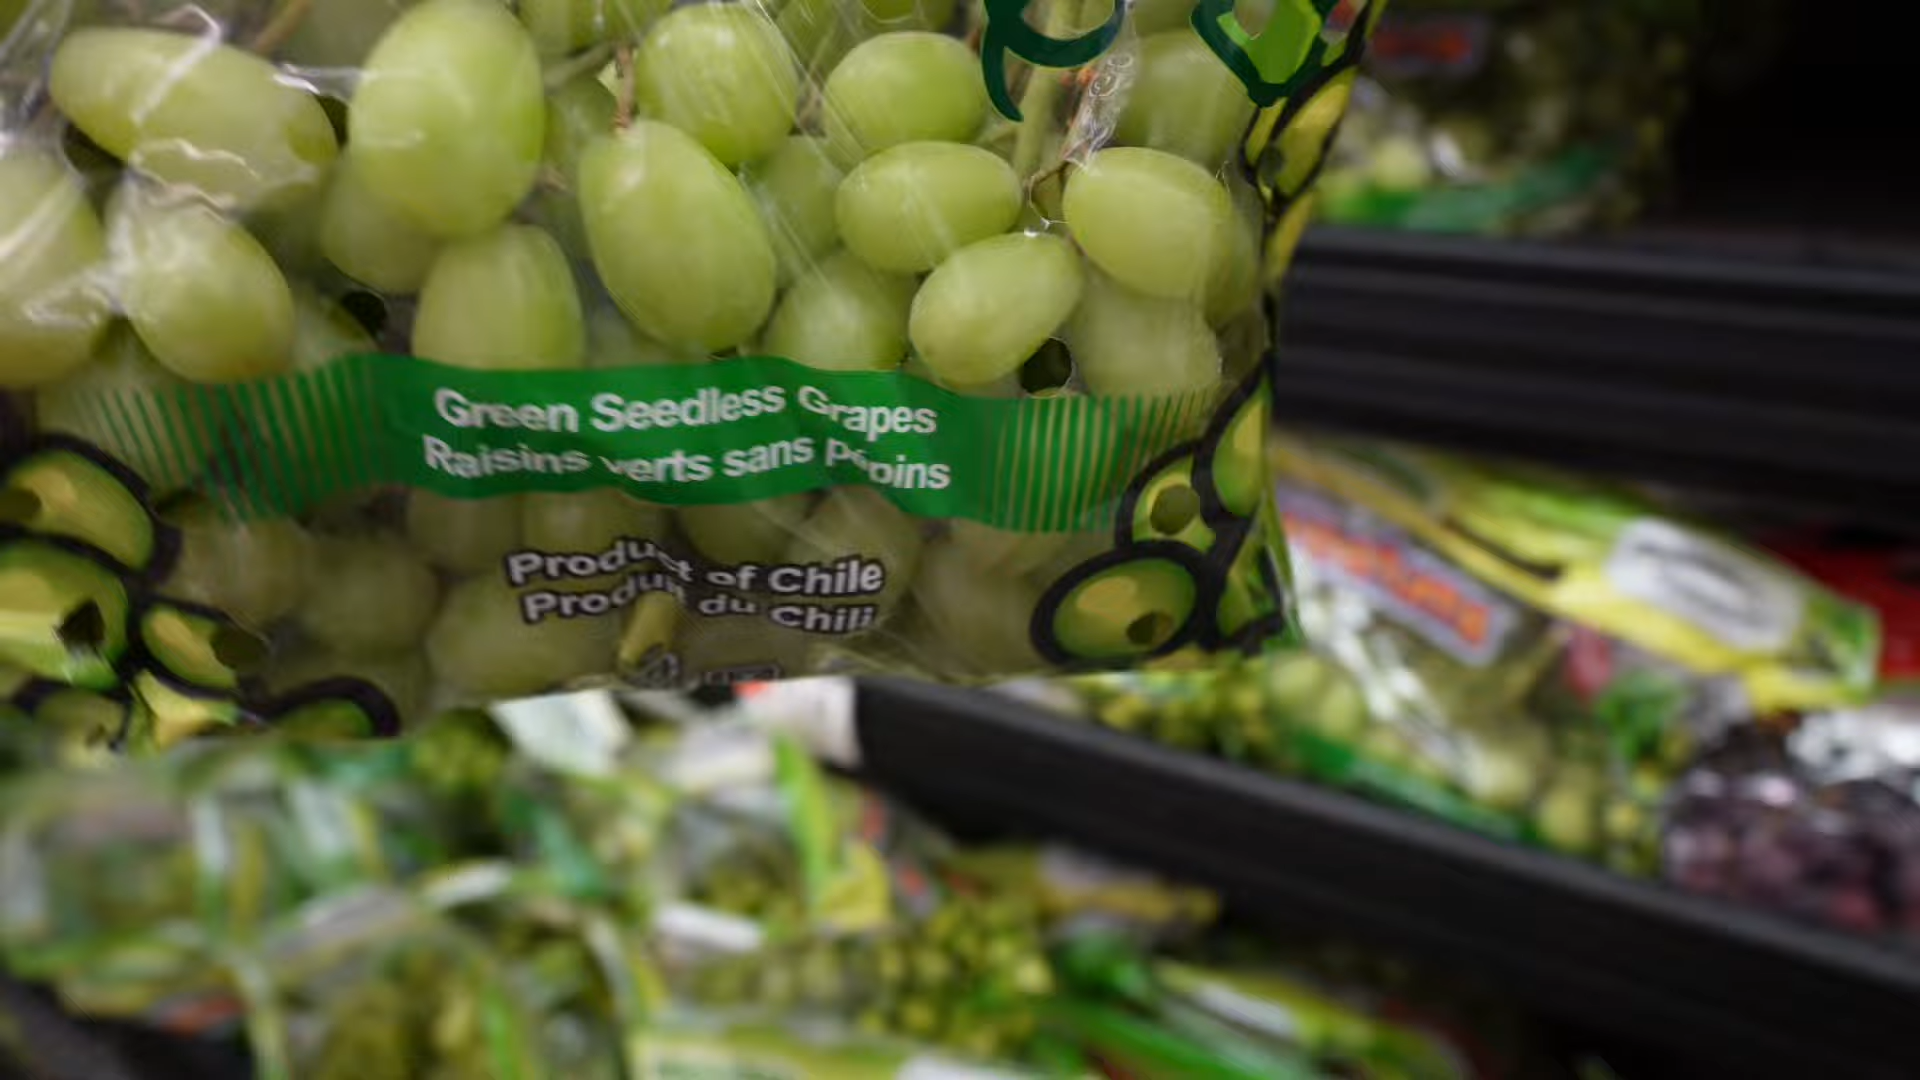 Green Seedless Grapes
Raisins verts sans pépins
Product of Chile
Produit du Chili